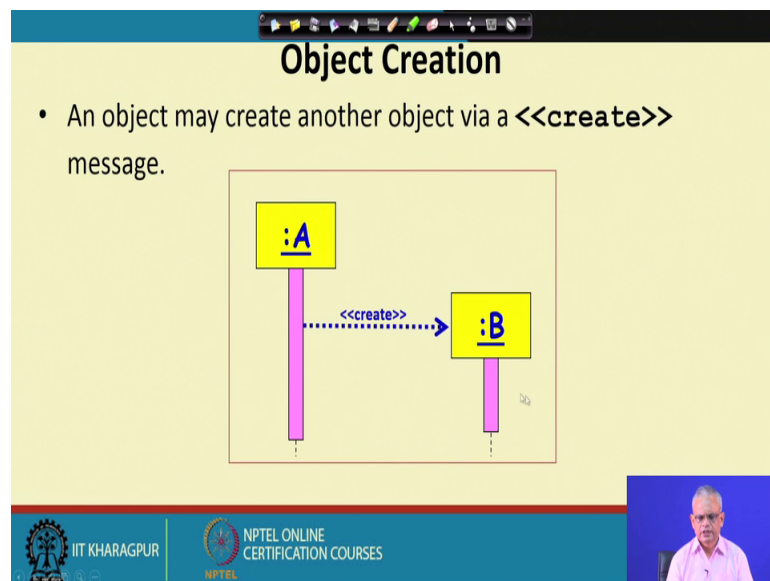 Object Creation
• An object may create another object via a <<create>>
message.
:A
<<create>>
:B
IIT KHARAGPUR
NPTEL
NPTEL ONLINE
CERTIFICATION COURSES